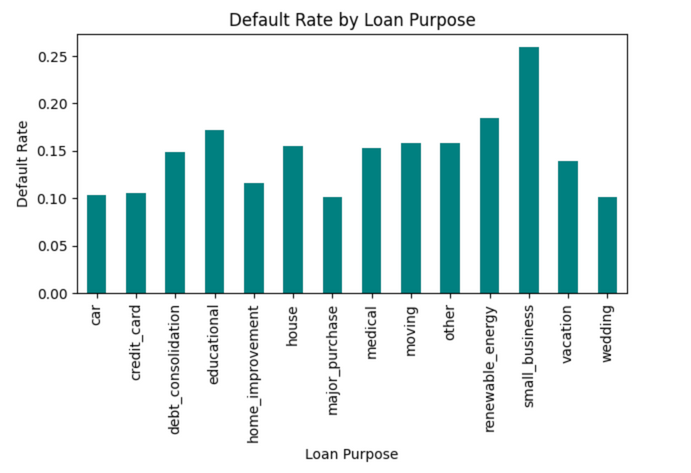 Default Rate by Loan Purpose
Default Rate
0.25
0.20
0.15
0.10
0.05
0.00
car
credit_card
debt_consolidation
educational
home_improvement
house
major_purchase
medical
moving
other
renewable_energy
small_business
vacation
wedding
Loan Purpose